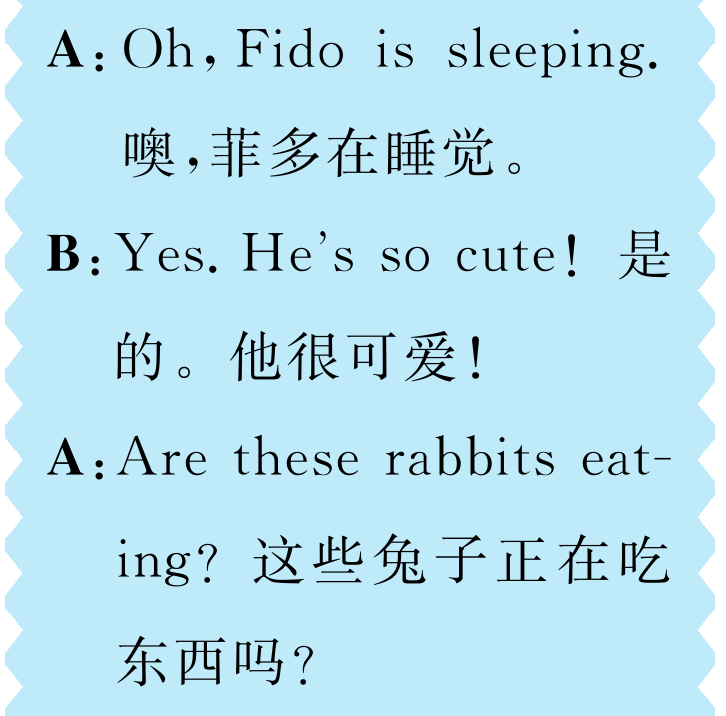 A:Oh,Fido is sleeping.
噢,菲多在睡觉。
B:Yes. He's so cute! 是
的。他很可爱!
A:Are these rabbits eat-
ing? 这些兔子正在吃
东西吗?